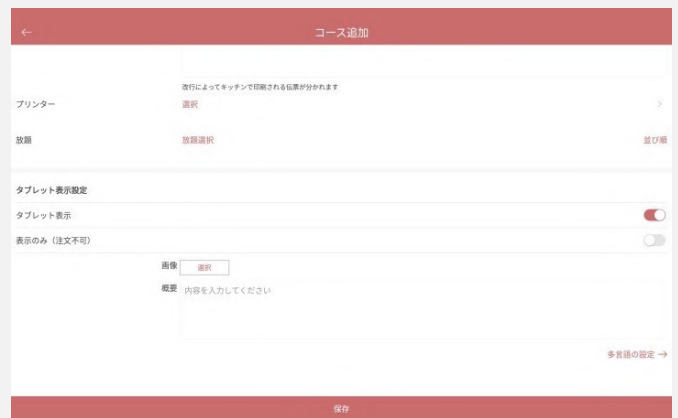 ← コース追加
改行によってキッチンで印刷される伝票が分かれます
プリンター 選択 >
放題 放題選択 並び順
タブレット表示設定
タブレット表示
表示のみ（注文不可）
画像 選択
概要 内容を入力してください
多言語の設定 →
保存